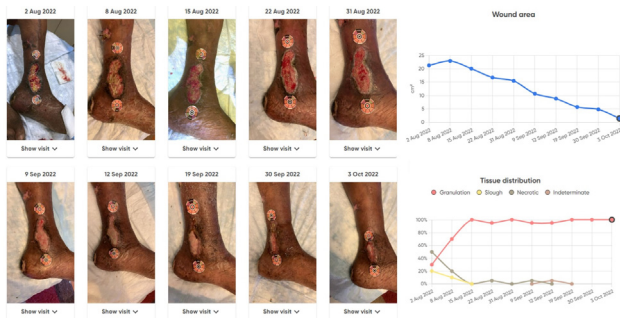 2 Aug 2022
8 Aug 2022
15 Aug 2022
22 Aug 2022
31 Aug 2022
Show visit
Show visit
Show visit
Show visit
Show visit
9 Sep 2022
12 Sep 2022
19 Sep 2022
30 Sep 2022
3 Oct 2022
Show visit
Show visit
Show visit
Show visit
Show visit
Wound area
25
20
15
10
5
0
cm²
2 Aug 2022
8 Aug 2022
15 Aug 2022
22 Aug 2022
31 Aug 2022
9 Sep 2022
12 Sep 2022
19 Sep 2022
30 Sep 2022
3 Oct 2022
Tissue distribution
Granulation
Slough
Necrotic
Indeterminate
100%
80%
60%
40%
20%
0%
2 Aug 2022
8 Aug 2022
15 Aug 2022
22 Aug 2022
31 Aug 2022
9 Sep 2022
12 Sep 2022
19 Sep 2022
30 Sep 2022
3 Oct 2022